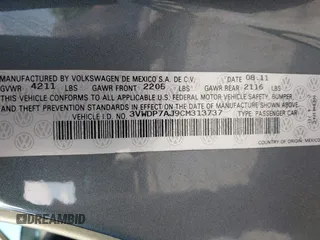 MFD. BY VOLKSWAGEN DE MEXICO S.A. DE C.V. 08.11
GVWR 4211 LBS GAWR FRONT 2205 LBS GAWR REAR 2116 LBS
THIS VEHICLE CONFORMS TO ALL APPLICABLE FEDERAL MOTOR VEHICLE SAFETY, BUMPER
AND THEFT PREVENTION STANDARDS IN EFFECT ON THE DATE OF MANUFACTURE SHOWN ABOVE
VEHICLE I.D. NO.: 3VWDP7AJ9CM313737 TYPE: PASSENGER CAR
COUNTRY OF ORIGIN: MEXICO
DREAMBID